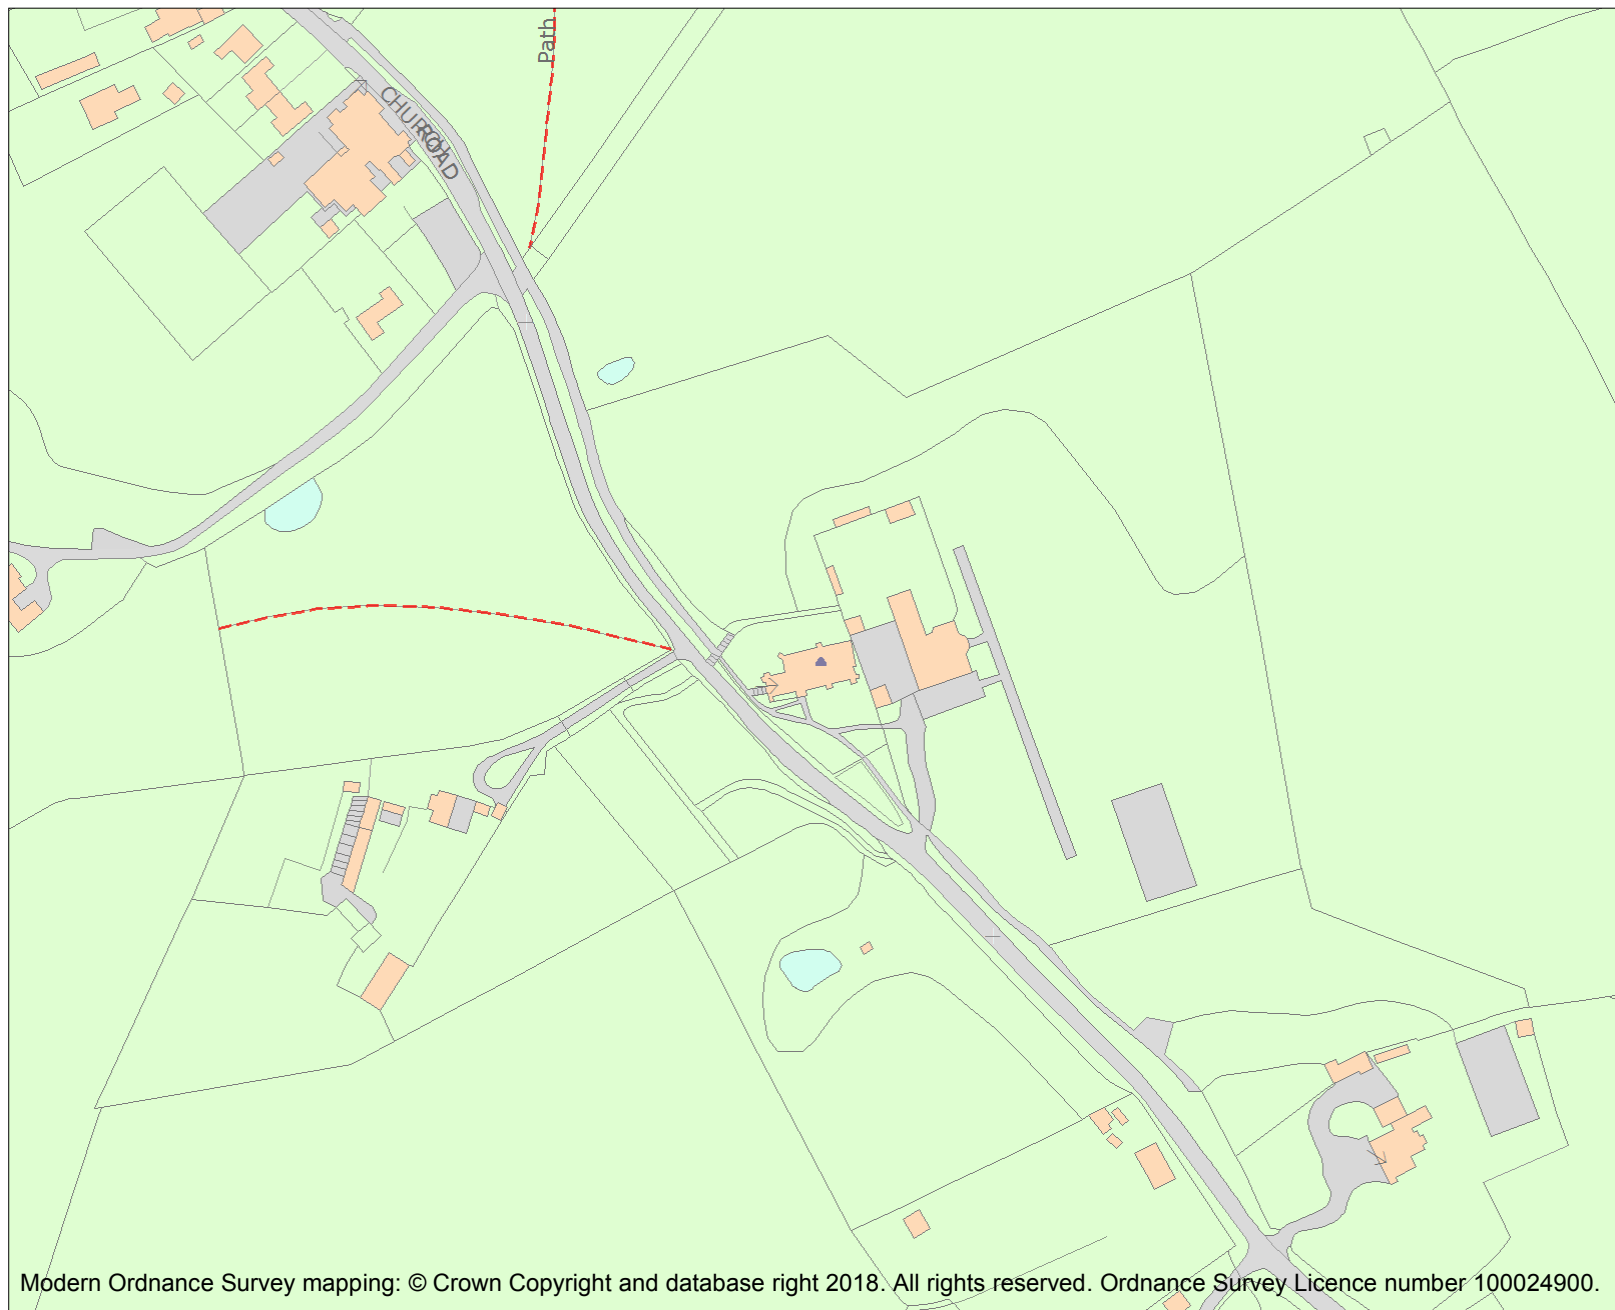 Path
CHURCH
ROAD
Modern Ordnance Survey mapping: © Crown Copyright and database right 2018. All rights reserved. Ordnance Survey Licence number 100024900.